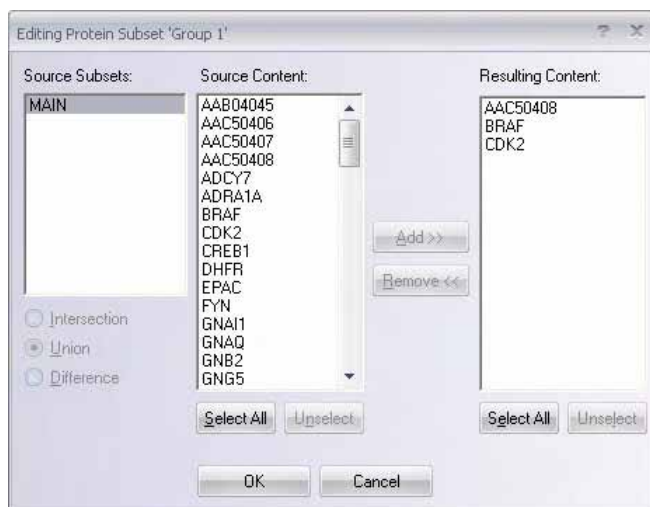 Editing Protein Subset 'Group 1'
Source Subsets:
MAIN
Intersection
Union
Difference
Source Content:
AAB04045
AAC50406
AAC50407
AAC50408
ADCY7
ADRA1A
BRAF
CDK2
CREB1
DHFR
EPAC
FYN
GNAI1
GNAQ
GNB2
GNG5
Select All
Unselect
Add >>
Remove <<
Resulting Content:
AAC50408
BRAF
CDK2
Select All
Unselect
OK
Cancel